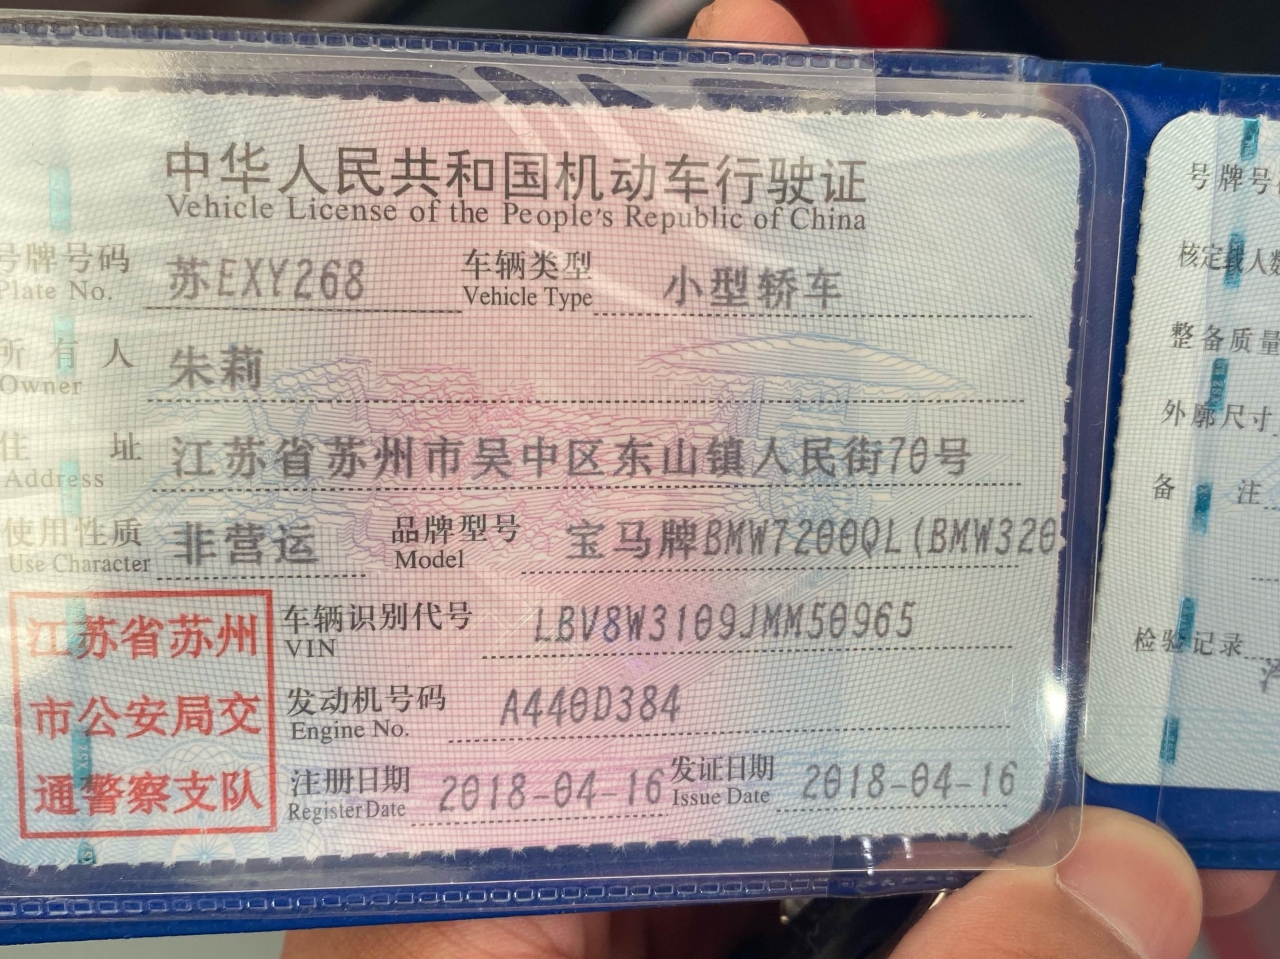 中华人民共和国机动车行驶证
Vehicle License of the People's Republic of China
号牌号码 苏EXY268 车辆类型 小型轿车
Plate No. Vehicle Type
所有人 朱莉
Owner
住址 江苏省苏州市吴中区东山镇人民街70号
Address
使用性质 非营运 品牌型号 宝马牌BMW7200QL(BMW320
Use Character Model
江苏省苏州
市公安局交
通警察支队
车辆识别代号 LBV8W3109JMM50965
VIN
发动机号码 A440D384
Engine No.
注册日期 2018-04-16 发证日期 2018-04-16
Register Date Issue Date
号牌号
核定载人数
整备质量
外廓尺寸
备注
检验记录